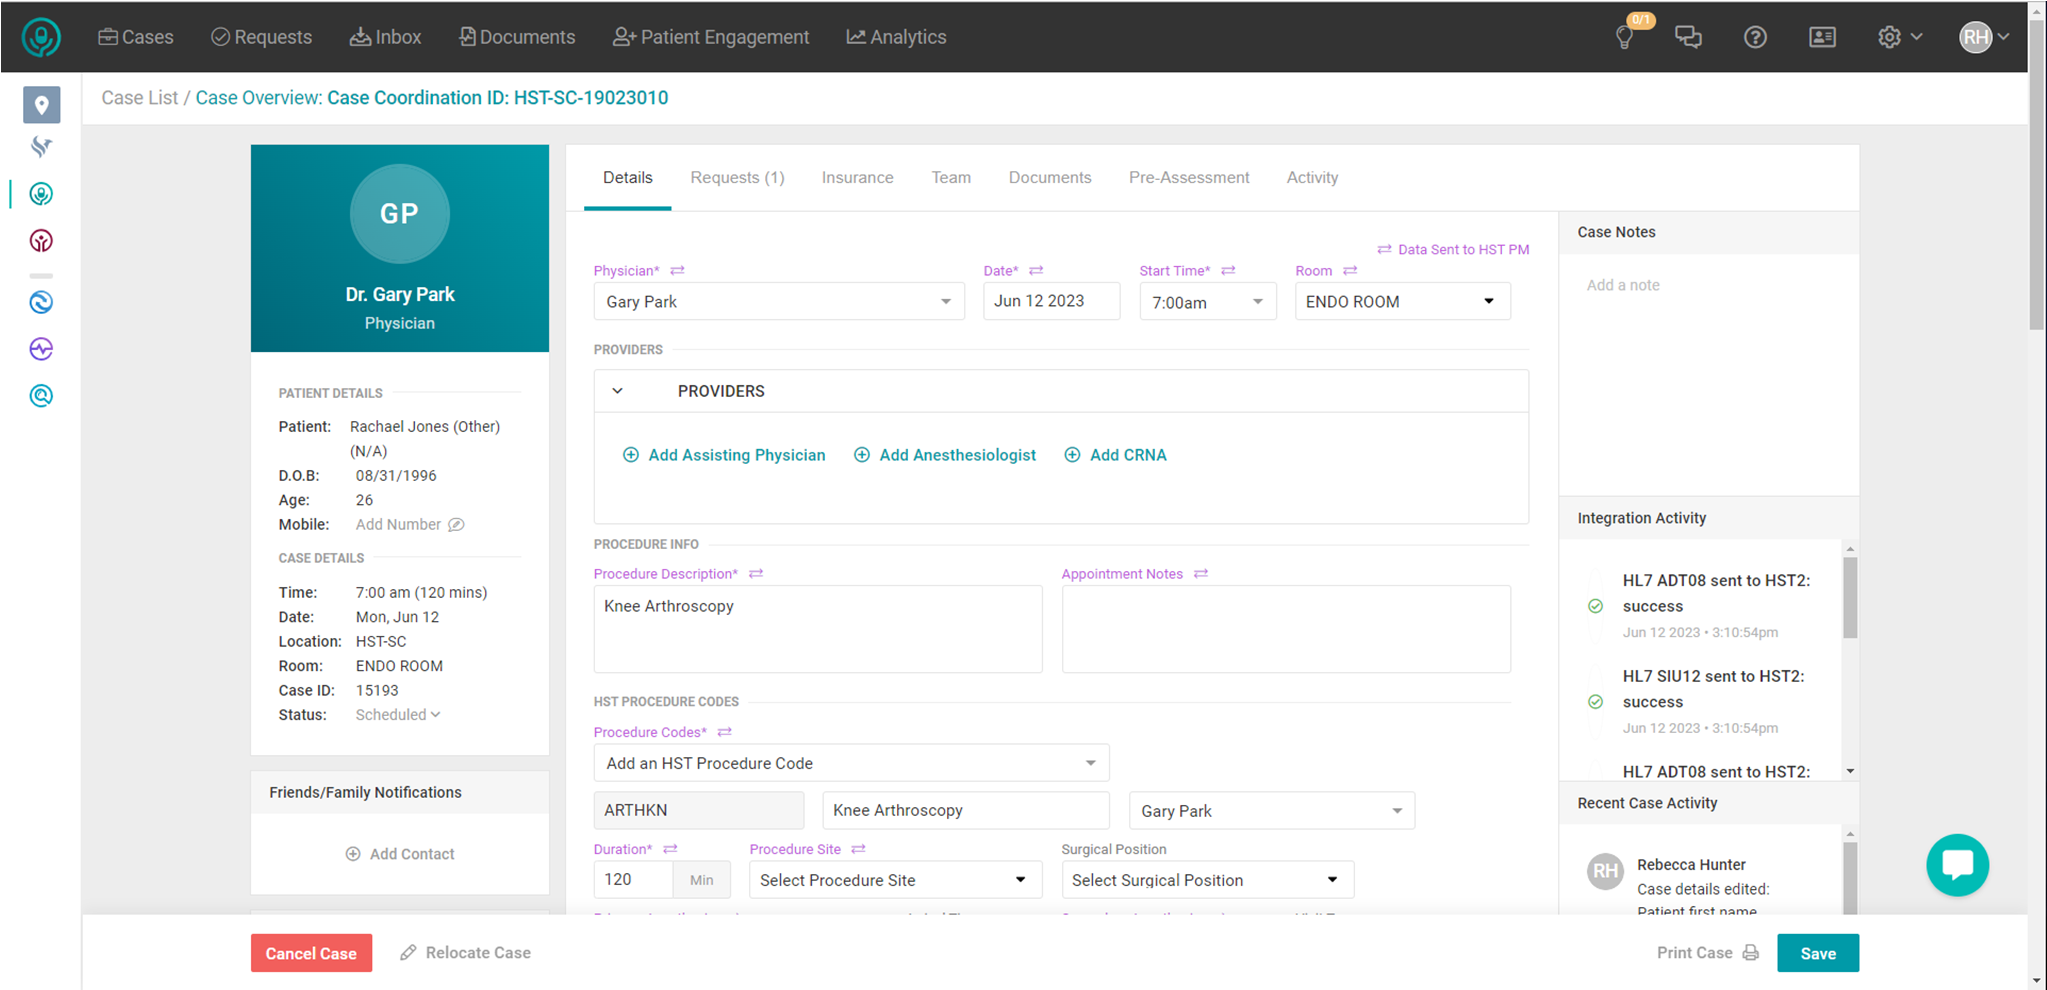 Cases Requests Inbox Documents Patient Engagement Analytics 0/1 RH
Case List / Case Overview: Case Coordination ID: HST-SC-19023010
GP
Dr. Gary Park
Physician
PATIENT DETAILS
Patient: Rachael Jones (Other)
(N/A)
D.O.B: 08/31/1996
Age: 26
Mobile: Add Number
CASE DETAILS
Time: 7:00 am (120 mins)
Date: Mon, Jun 12
Location: HST-SC
Room: ENDO ROOM
Case ID: 15193
Status: Scheduled
Friends/Family Notifications
Add Contact
Details Requests (1) Insurance Team Documents Pre-Assessment Activity
Data Sent to HST PM
Physician* Date* Start Time* Room
Gary Park Jun 12 2023 7:00am ENDO ROOM
PROVIDERS
PROVIDERS
Add Assisting Physician Add Anesthesiologist Add CRNA
PROCEDURE INFO
Procedure Description* Appointment Notes
Knee Arthroscopy
HST PROCEDURE CODES
Procedure Codes*
Add an HST Procedure Code
ARTHKN Knee Arthroscopy Gary Park
Duration* Procedure Site Surgical Position
120 Min Select Procedure Site Select Surgical Position
Case Notes
Add a note
Integration Activity
HL7 ADT08 sent to HST2:
success
Jun 12 2023 • 3:10:54pm
HL7 SIU12 sent to HST2:
success
Jun 12 2023 • 3:10:54pm
HL7 ADT08 sent to HST2:
Recent Case Activity
RH Rebecca Hunter
Case details edited:
Patient first name
Cancel Case Relocate Case Print Case Save